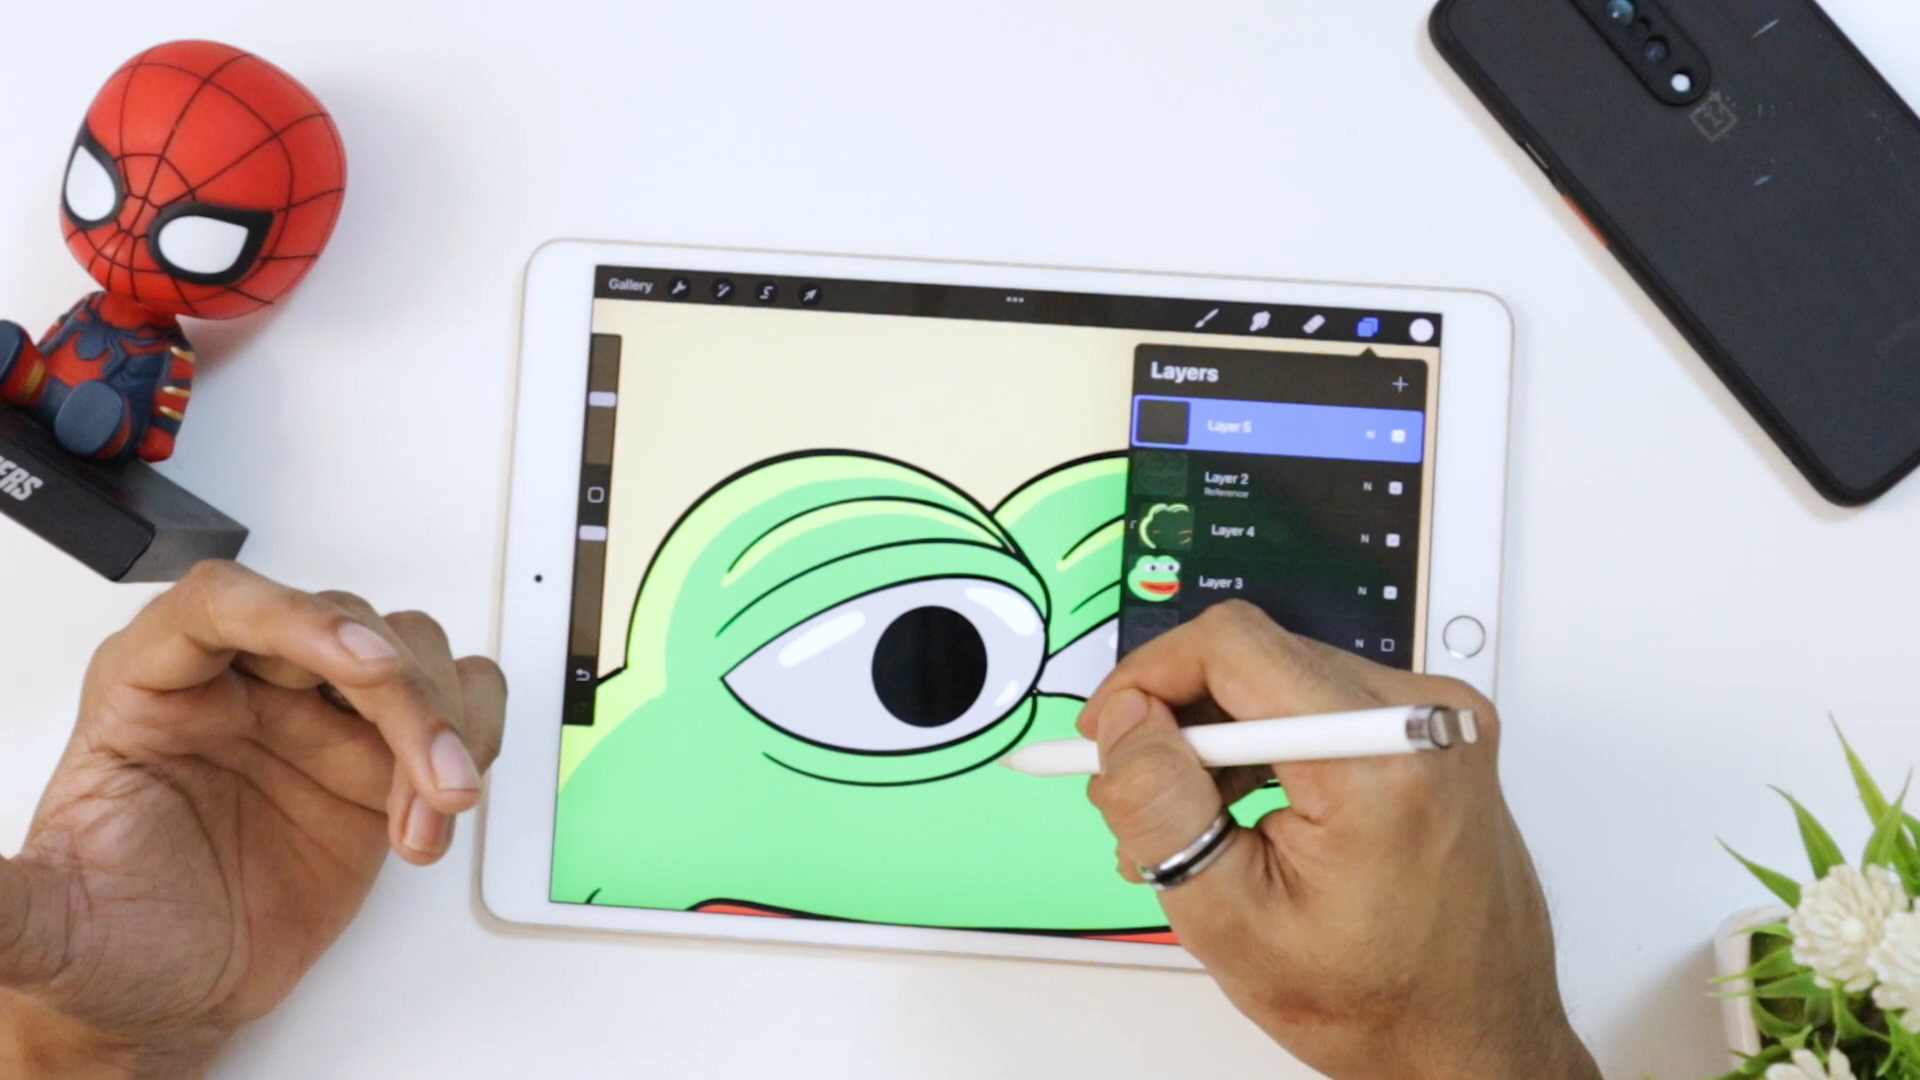 Gallery
Layers
Layer 5
N
Layer 2
Reference
N
Layer 4
N
Layer 3
N
N
ERS